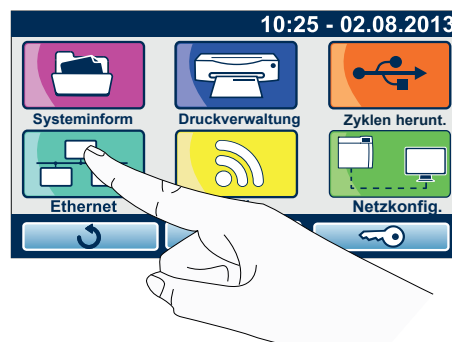 10:25 - 02.08.2013
Systeminform Druckverwaltung Zyklen herunt.
Ethernet Netzkonfig.